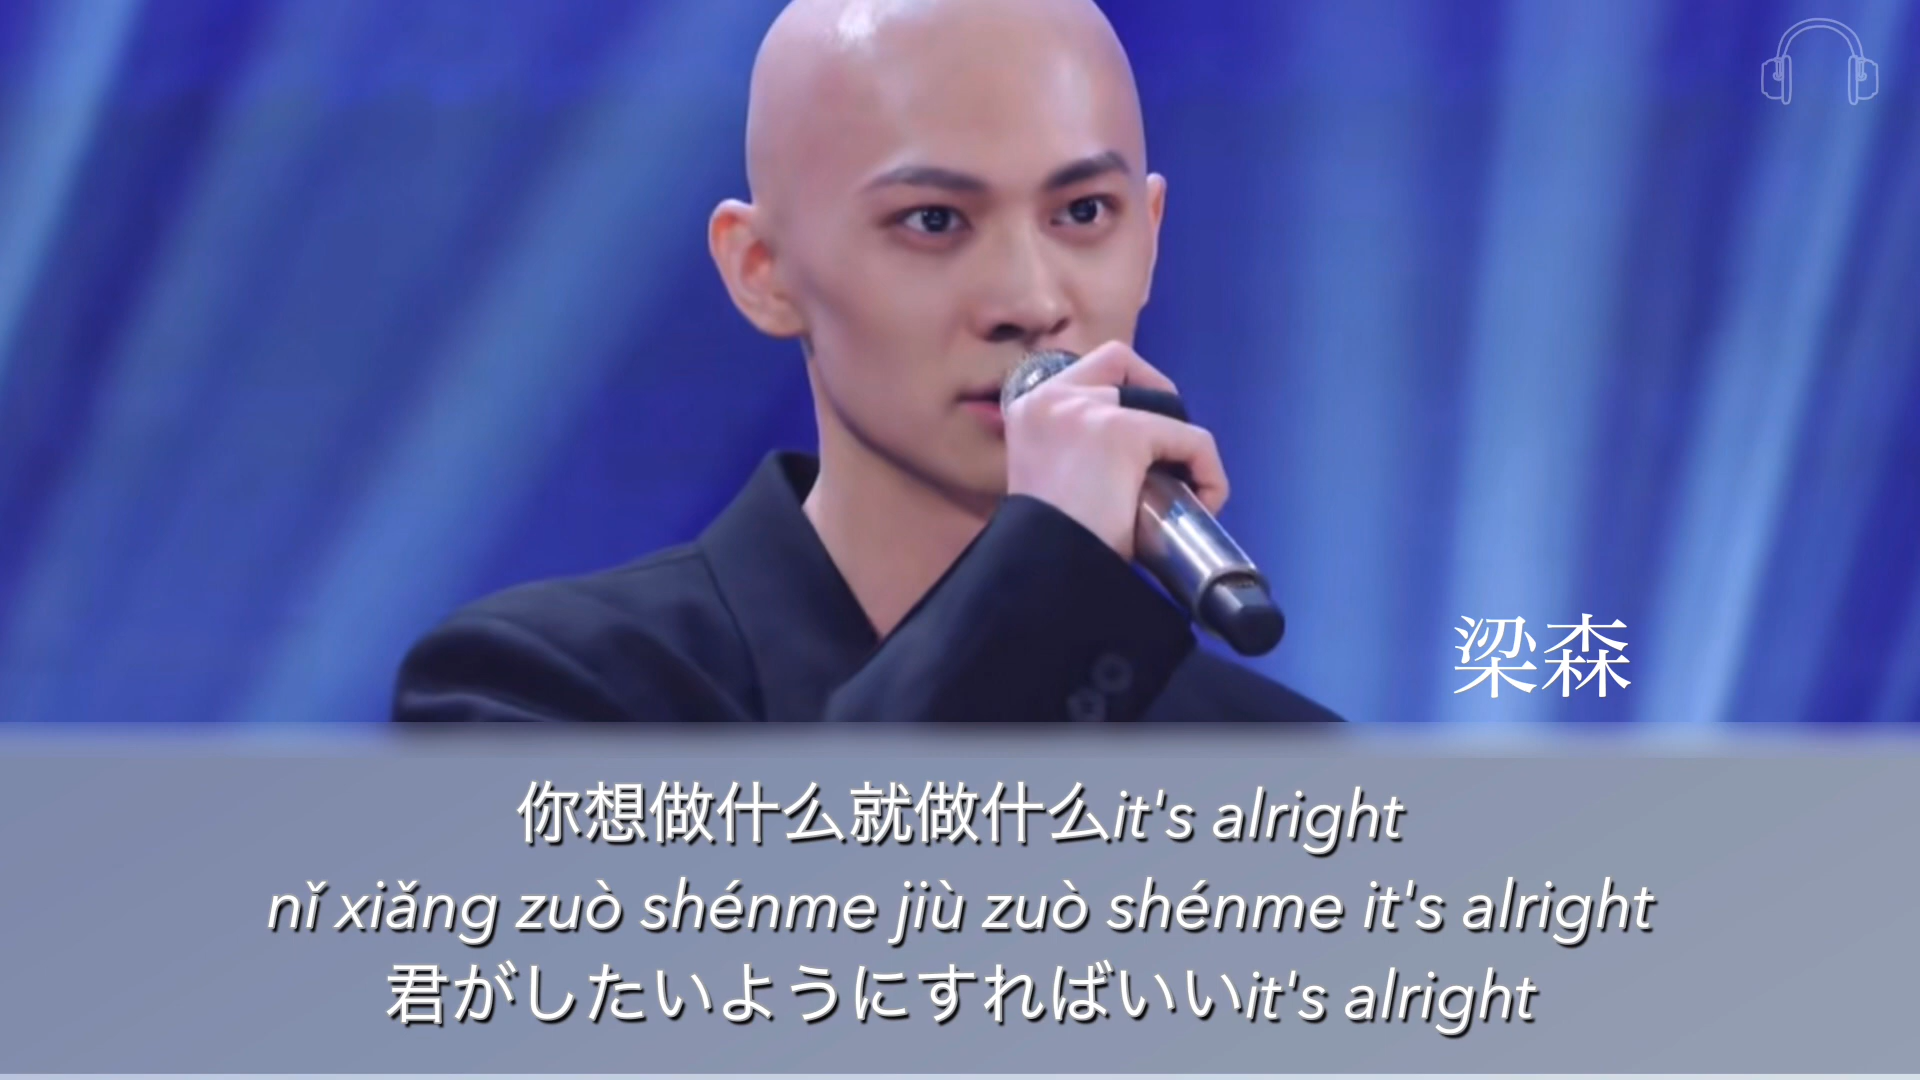 梁森
你想做什么就做什么it's alright
nǐ xiǎng zuò shénme jiù zuò shénme it's alright
君がしたいようにすればいいit's alright